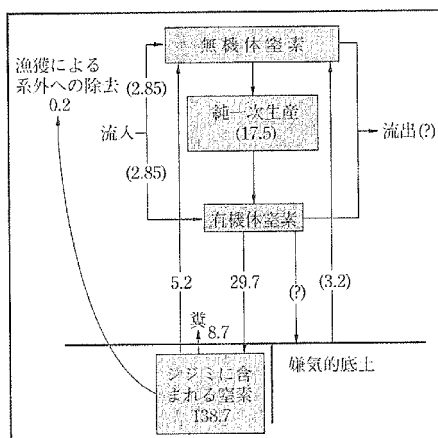 無機体窒素
漁獲による
系外への除去
0.2
(2.85)
純一次生産
(17.5)
流入
流出(?)
(2.85)
有機体窒素
5.2
29.7
(?)
(3.2)
糞
8.7
シジミに含
まれる窒素
138.7
嫌気的底土